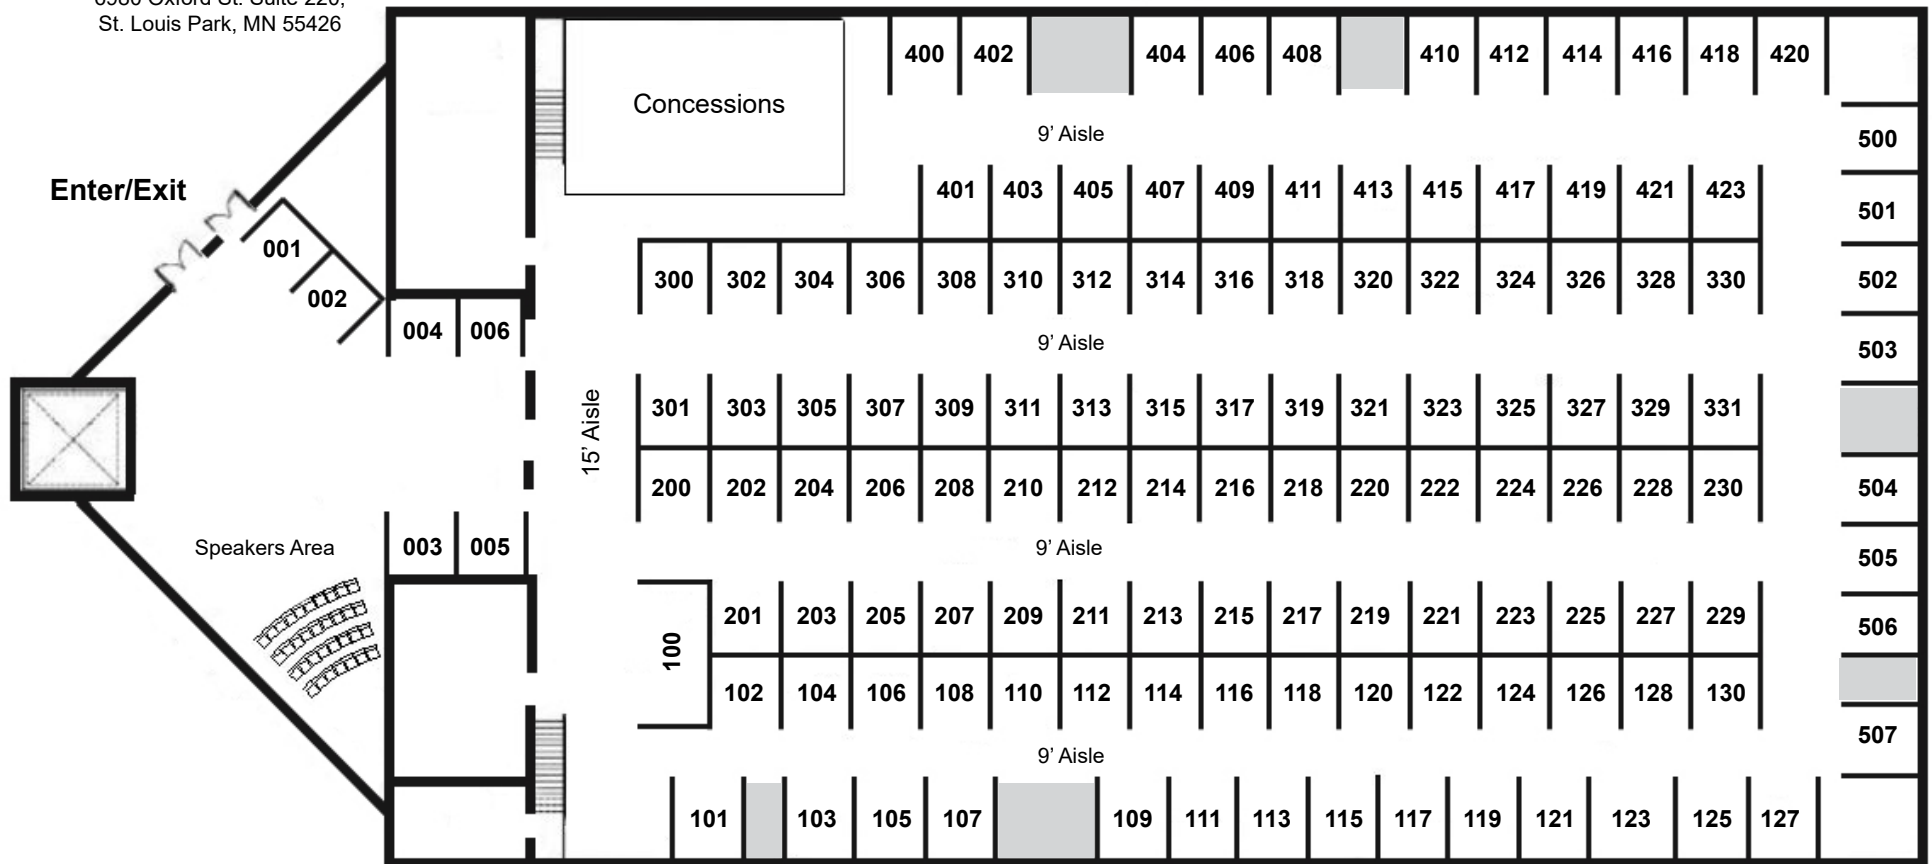 6980 Oxford St. Suite 220,
St. Louis Park, MN 55426
400 402 404 406 408 410 412 414 416 418 420
Concessions
9’ Aisle
500
Enter/Exit
401 403 405 407 409 411 413 415 417 419 421 423
501
001
300 302 304 306 308 310 312 314 316 318 320 322 324 326 328 330
502
002
004 006
9’ Aisle
503
15’ Aisle
301 303 305 307 309 311 313 315 317 319 321 323 325 327 329 331
200 202 204 206 208 210 212 214 216 218 220 222 224 226 228 230
504
Speakers Area
003 005
9’ Aisle
505
100
201 203 205 207 209 211 213 215 217 219 221 223 225 227 229
506
102 104 106 108 110 112 114 116 118 120 122 124 126 128 130
507
9’ Aisle
101 103 105 107 109 111 113 115 117 119 121 123 125 127